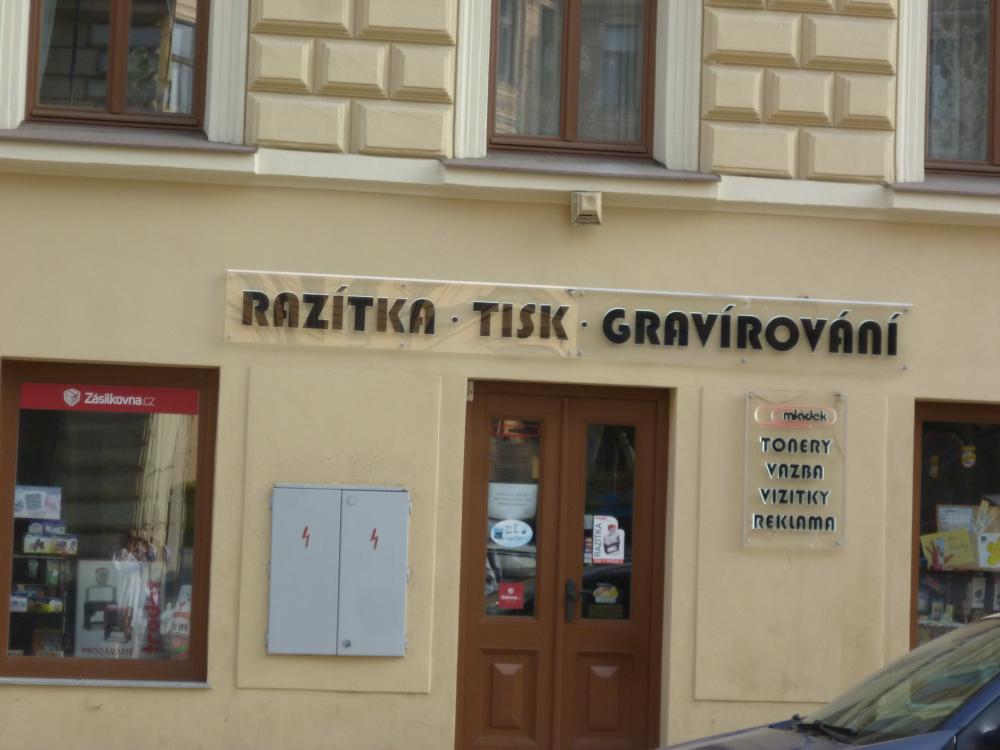 RAZÍTKA · TISK · GRAVÍROVÁNÍ
Zásilkovna.cz
mládek
TONERY
VAZBA
VIZITKY
REKLAMA
RAZÍTKA
PRODÁVÁME